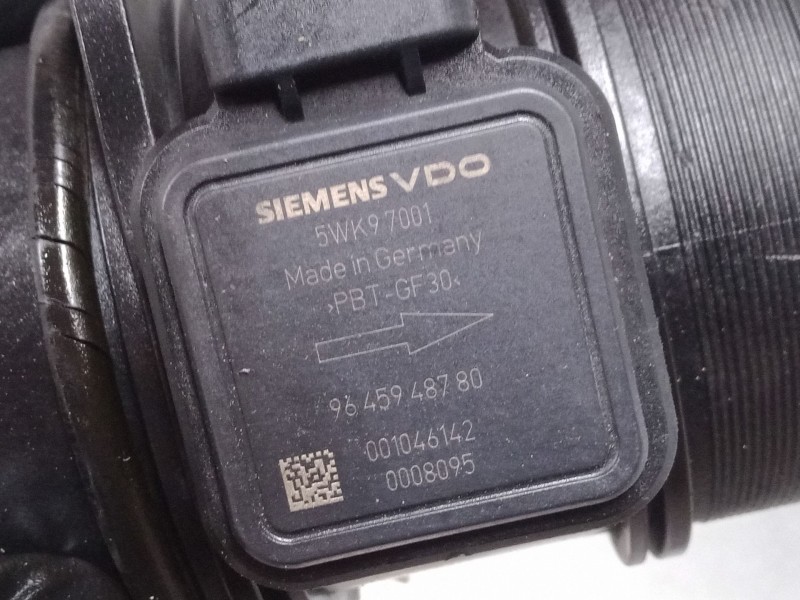 SIEMENS VDO
5WK9 7001
Made in Germany
>PBT-GF30<
96 459 487 80
001046142
0008095